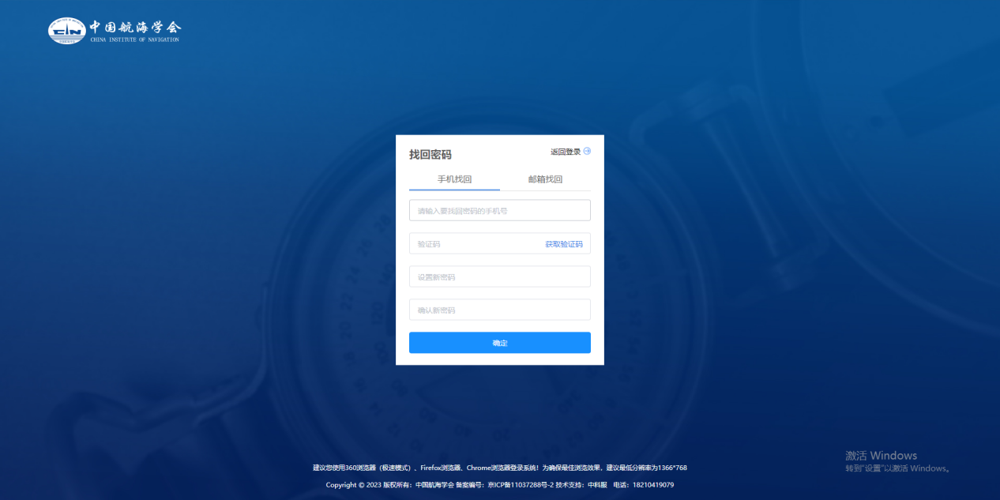 中国航海学会
CHINA INSTITUTE OF NAVIGATION
找回密码
返回登录
手机找回
邮箱找回
请输入要找回密码的手机号
验证码
获取验证码
设置新密码
确认新密码
确定
激活 Windows
转到"设置"以激活 Windows。
建议您使用360浏览器（极速模式）、Firefox浏览器、Chrome浏览器登录系统！为确保最佳浏览效果，建议最低分辨率为1366*768
Copyright © 2023 版权所有：中国航海学会 备案编号：京ICP备11037288号-2 技术支持：中科服 电话：18210419079